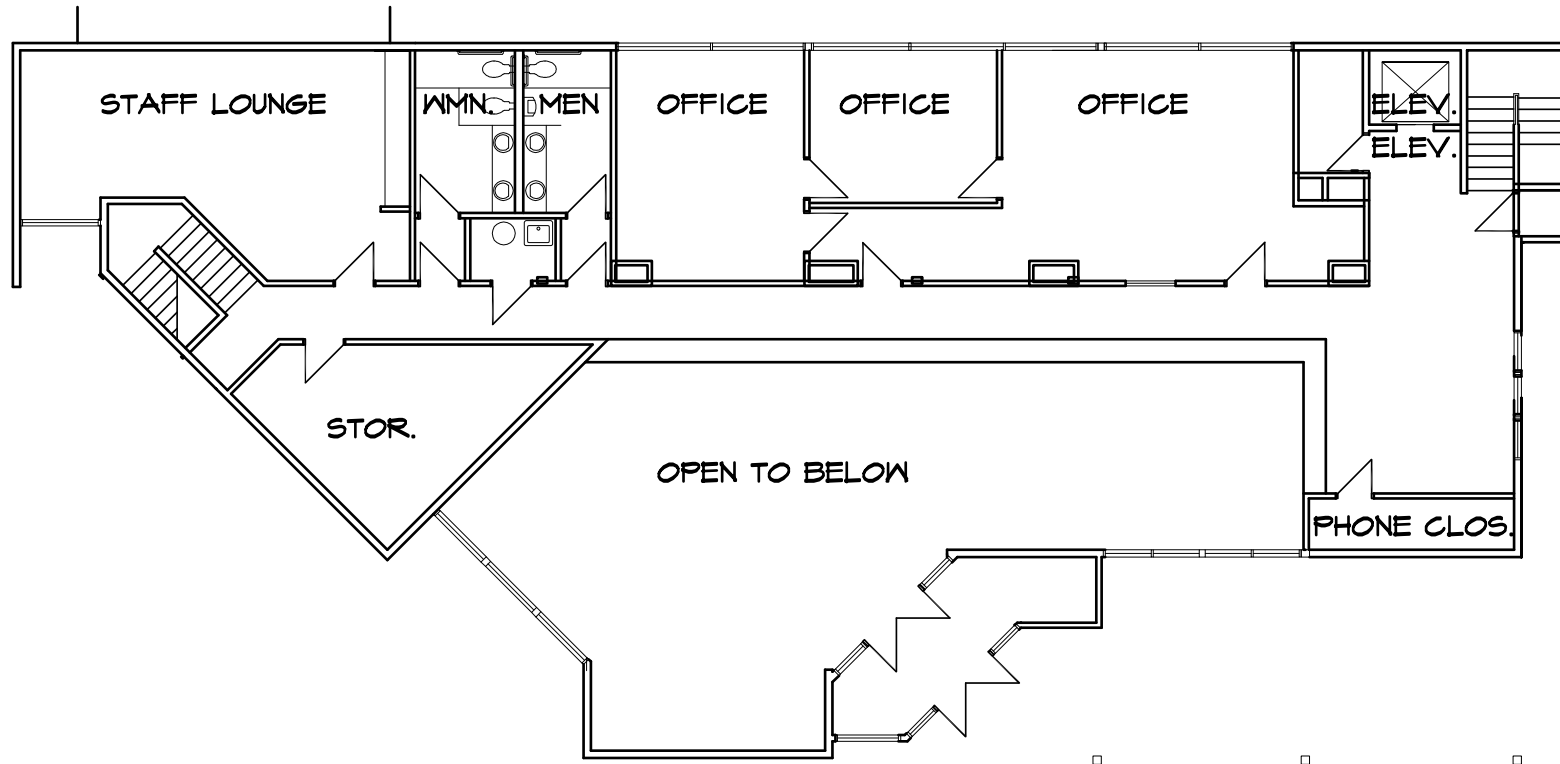 STAFF LOUNGE
WMN.
MEN
OFFICE
OFFICE
OFFICE
ELEV.
ELEV.
STOR.
OPEN TO BELOW
PHONE CLOS.